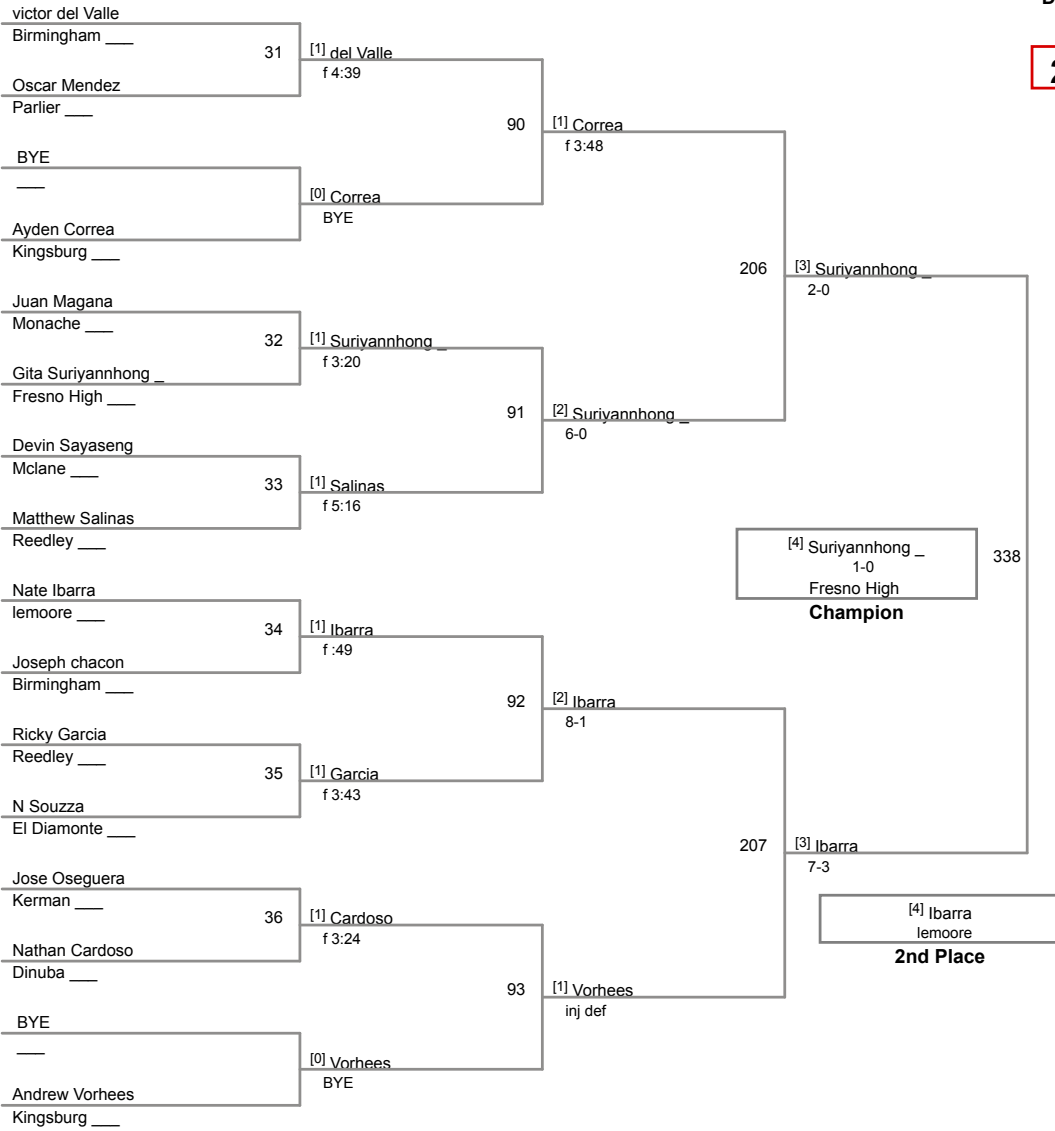 victor del Valle
Birmingham ___
31
[1] del Valle
f 4:39
Oscar Mendez
Parlier ___
90
[1] Correa
f 3:48
BYE
___
[0] Correa
BYE
Ayden Correa
Kingsburg ___
206
[3] Suriyannhong _
2-0
Juan Magana
Monache ___
32
[1] Suriyannhong _
f 3:20
Gita Suriyannhong _
Fresno High ___
91
[2] Suriyannhong _
6-0
Devin Sayaseng
Mclane ___
33
[1] Salinas
f 5:16
Matthew Salinas
Reedley ___
[4] Suriyannhong _
1-0
Fresno High
Champion
338
Nate Ibarra
lemoore ___
34
[1] Ibarra
f :49
Joseph chacon
Birmingham ___
92
[2] Ibarra
8-1
Ricky Garcia
Reedley ___
35
[1] Garcia
f 3:43
N Souzza
El Diamonte ___
207
[3] Ibarra
7-3
Jose Oseguera
Kerman ___
36
[1] Cardoso
f 3:24
[4] Ibarra
lemoore
2nd Place
Nathan Cardoso
Dinuba ___
93
[1] Vorhees
inj def
BYE
___
[0] Vorhees
BYE
Andrew Vorhees
Kingsburg ___